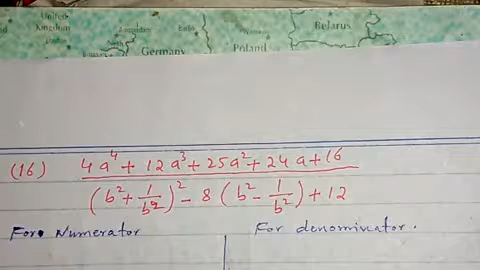 United
Kingdom
Germany
Poland
Belarus
(16) 4a⁴ + 12a³ + 25a² + 24a + 16
(b² + 1/b²)² - 8 (b² - 1/b²) + 12
For Numerator For denominator.